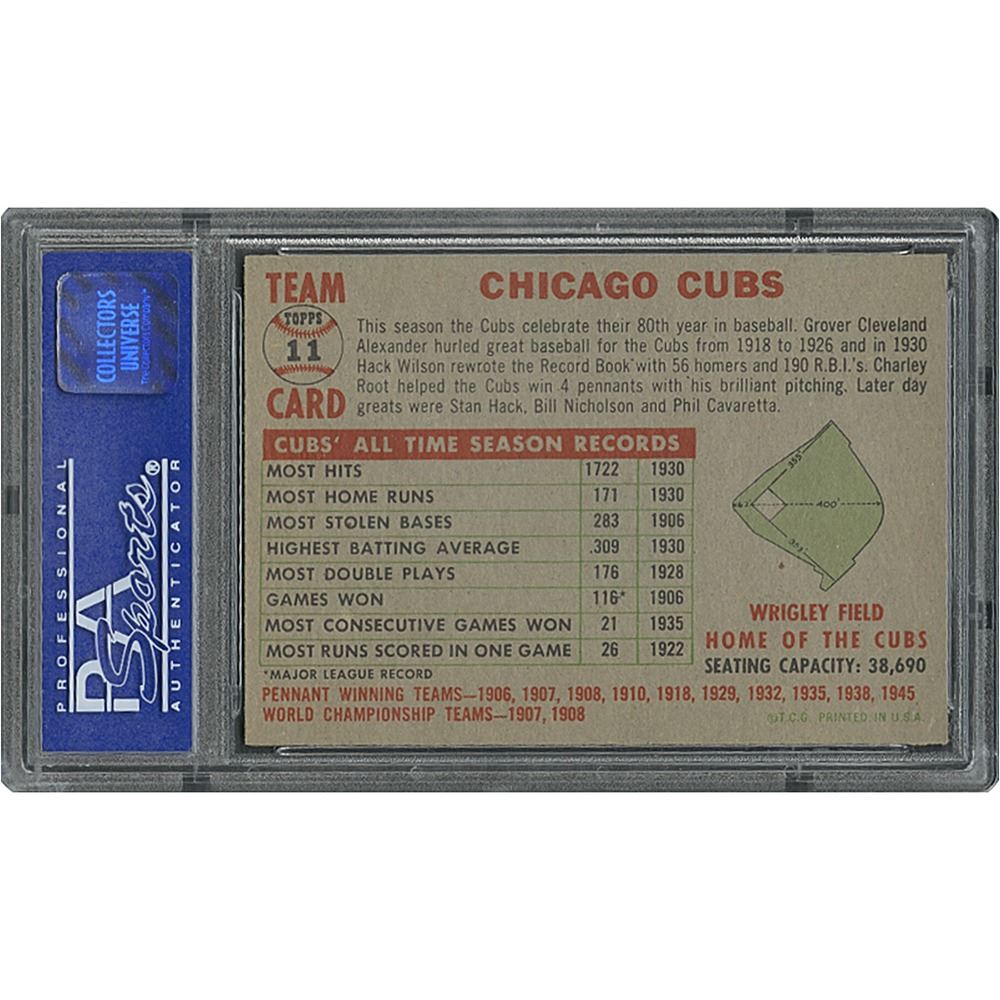 COLLECTORS
UNIVERSE
The Collectibles Company™
PROFESSIONAL
PSA
Sports®
AUTHENTICATOR
TEAM
TOPPS
11
CARD
CHICAGO CUBS
This season the Cubs celebrate their 80th year in baseball. Grover Cleveland
Alexander hurled great baseball for the Cubs from 1918 to 1926 and in 1930
Hack Wilson rewrote the Record Book with 56 homers and 190 R.B.I.'s. Charley
Root helped the Cubs win 4 pennants with his brilliant pitching. Later day
greats were Stan Hack, Bill Nicholson and Phil Cavaretta.
CUBS' ALL TIME SEASON RECORDS
MOST HITS 1722 1930
MOST HOME RUNS 171 1930
MOST STOLEN BASES 283 1906
HIGHEST BATTING AVERAGE .309 1930
MOST DOUBLE PLAYS 176 1928
GAMES WON 116* 1906
MOST CONSECUTIVE GAMES WON 21 1935
MOST RUNS SCORED IN ONE GAME 26 1922
*MAJOR LEAGUE RECORD
355'
400'
WRIGLEY FIELD
HOME OF THE CUBS
SEATING CAPACITY: 38,690
PENNANT WINNING TEAMS—1906, 1907, 1908, 1910, 1918, 1929, 1932, 1935, 1938, 1945
WORLD CHAMPIONSHIP TEAMS—1907, 1908
©T.C.G. PRINTED IN U.S.A.